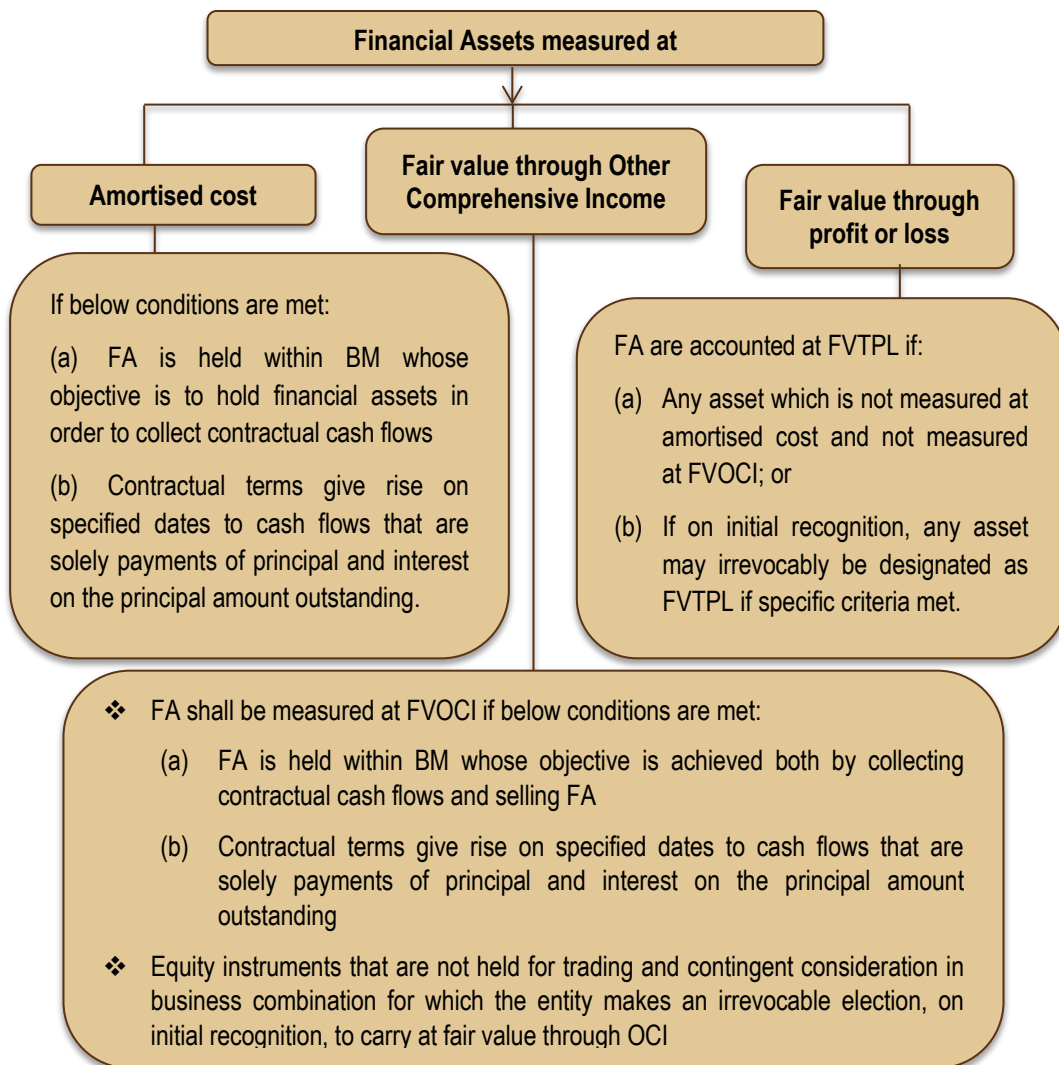 Financial Assets measured at
Amortised cost
Fair value through Other
Comprehensive Income
Fair value through
profit or loss
If below conditions are met:
(a) FA is held within BM whose
objective is to hold financial assets in
order to collect contractual cash flows
(b) Contractual terms give rise on
specified dates to cash flows that are
solely payments of principal and interest
on the principal amount outstanding.
FA are accounted at FVTPL if:
(a) Any asset which is not measured at
amortised cost and not measured
at FVOCI; or
(b) If on initial recognition, any asset
may irrevocably be designated as
FVTPL if specific criteria met.
❖ FA shall be measured at FVOCI if below conditions are met:
(a) FA is held within BM whose objective is achieved both by collecting
contractual cash flows and selling FA
(b) Contractual terms give rise on specified dates to cash flows that are
solely payments of principal and interest on the principal amount
outstanding
❖ Equity instruments that are not held for trading and contingent consideration in
business combination for which the entity makes an irrevocable election, on
initial recognition, to carry at fair value through OCI